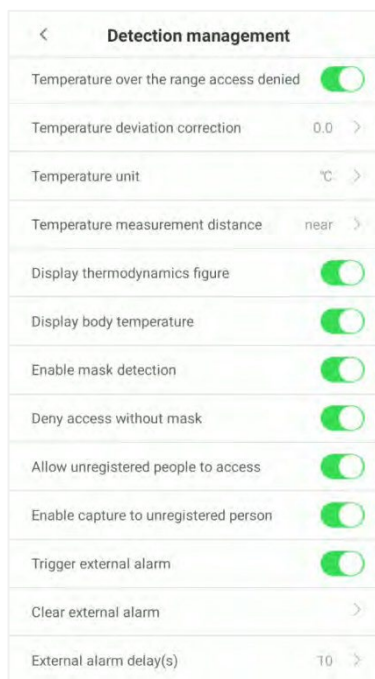 Detection management
Temperature over the range access denied
Temperature deviation correction 0.0
Temperature unit ℃
Temperature measurement distance near
Display thermodynamics figure
Display body temperature
Enable mask detection
Deny access without mask
Allow unregistered people to access
Enable capture to unregistered person
Trigger external alarm
Clear external alarm
External alarm delay(s) 10